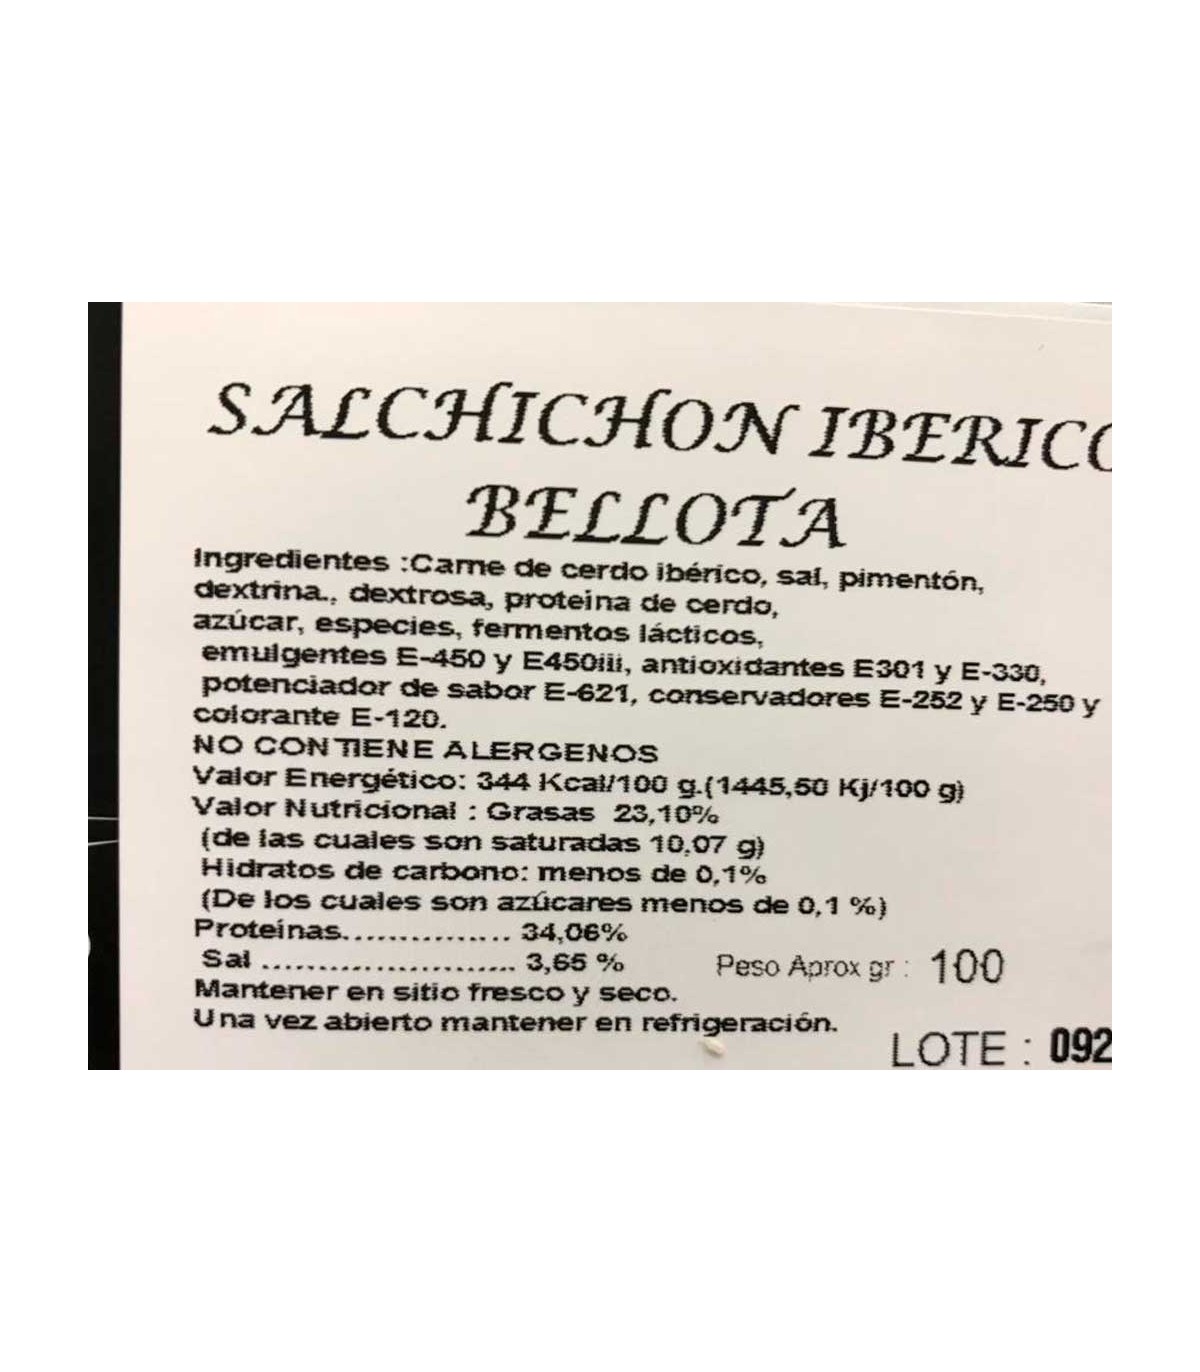 SALCHICHON IBERICO
BELLOTA
Ingredientes :Carne de cerdo ibérico, sal, pimentón,
dextrina., dextrosa, proteina de cerdo,
azúcar, especies, fermentos lácticos,
emulgentes E-450 y E450iii, antioxidantes E301 y E-330,
potenciador de sabor E-621, conservadores E-252 y E-250 y
colorante E-120.
NO CONTIENE ALERGENOS
Valor Energético: 344 Kcal/100 g.(1445,50 Kj/100 g)
Valor Nutricional : Grasas 23,10%
(de las cuales son saturadas 10,07 g)
Hidratos de carbono: menos de 0,1%
(De los cuales son azúcares menos de 0,1 %)
Proteínas............... 34,06%
Sal ...................... 3,65 %
Peso Aprox gr : 100
Mantener en sitio fresco y seco.
Una vez abierto mantener en refrigeración.
LOTE : 092